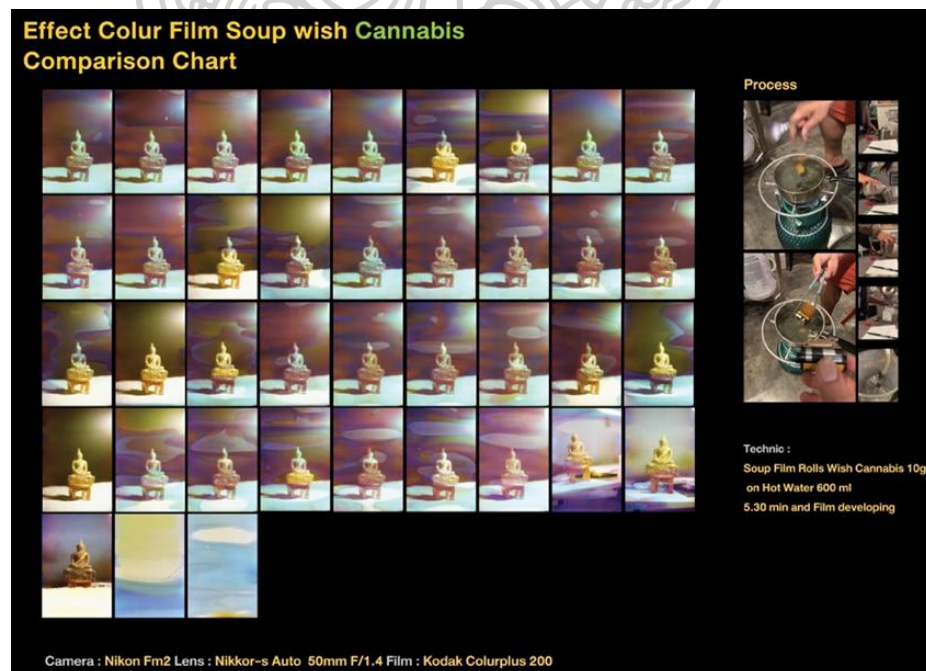 Effect Colur Film Soup wish Cannabis
Comparison Chart
Process
Technic :
Soup Film Rolls Wish Cannabis 10g
on Hot Water 600 ml
5.30 min and Film developing
Camera : Nikon Fm2 Lens : Nikkor-s Auto 50mm F/1.4 Film : Kodak Colurplus 200